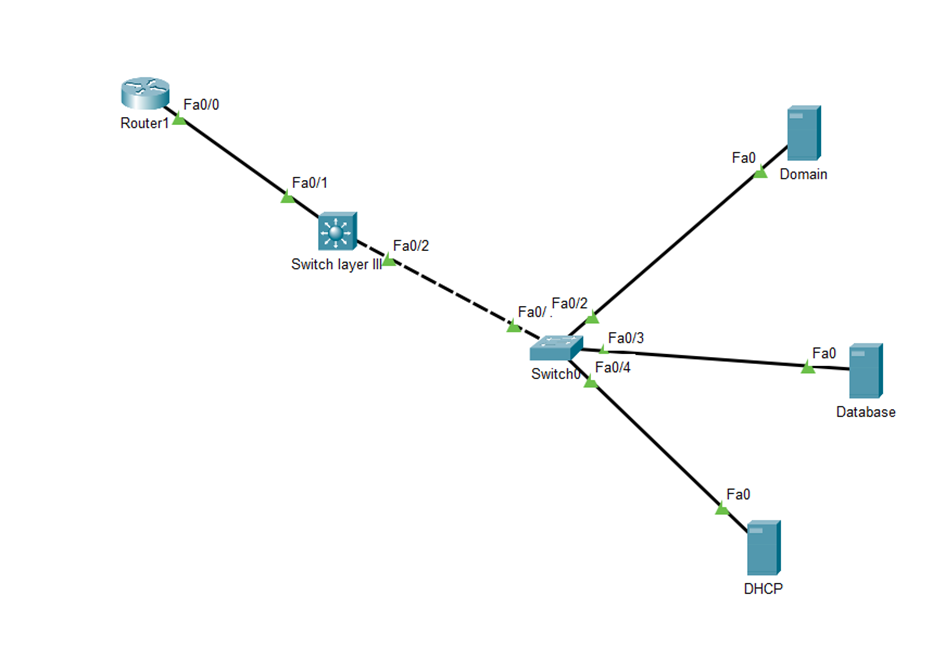 Fa0/0
Router1
Fa0/1
Switch layer III
Fa0/2
Fa0
Domain
Fa0/ .
Fa0/2
Switch0
Fa0/3
Fa0/4
Fa0
Database
Fa0
DHCP